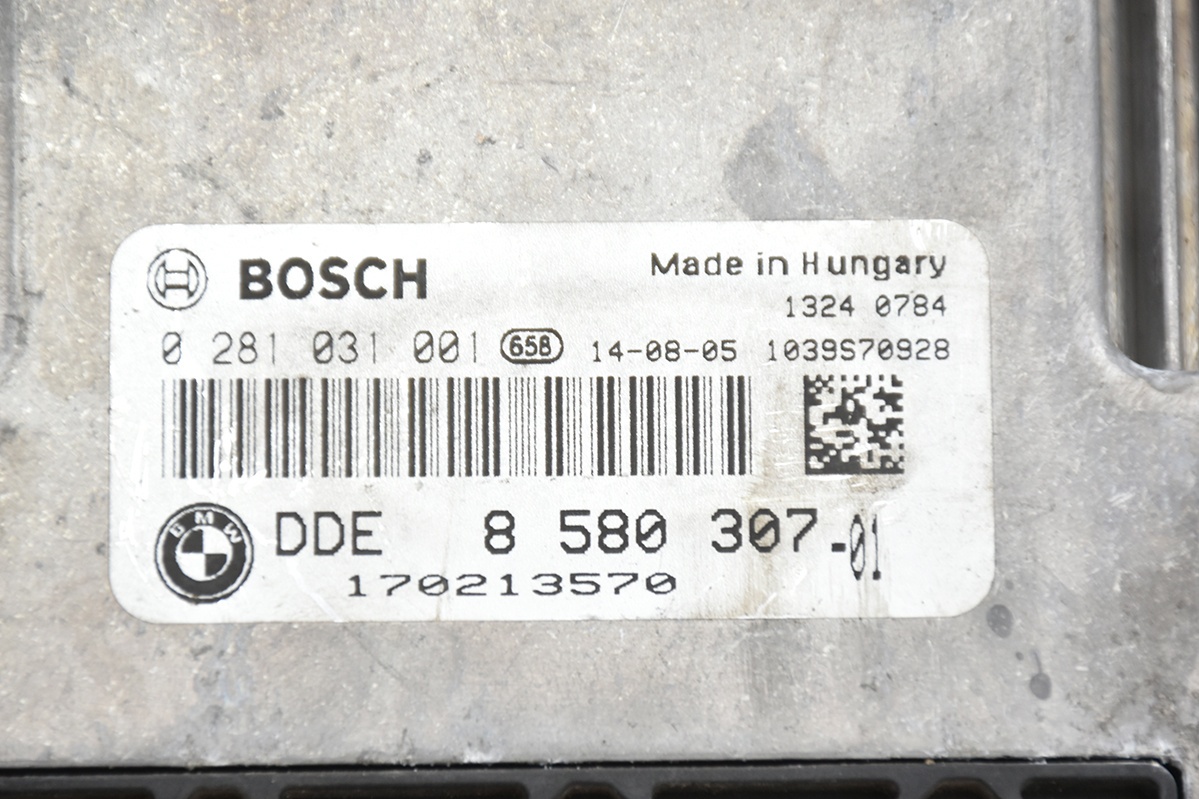 BOSCH
Made in Hungary
1324 0784
0 281 031 001 658 14-08-05 1039S70928
BMW DDE 8 580 307-01
170213570